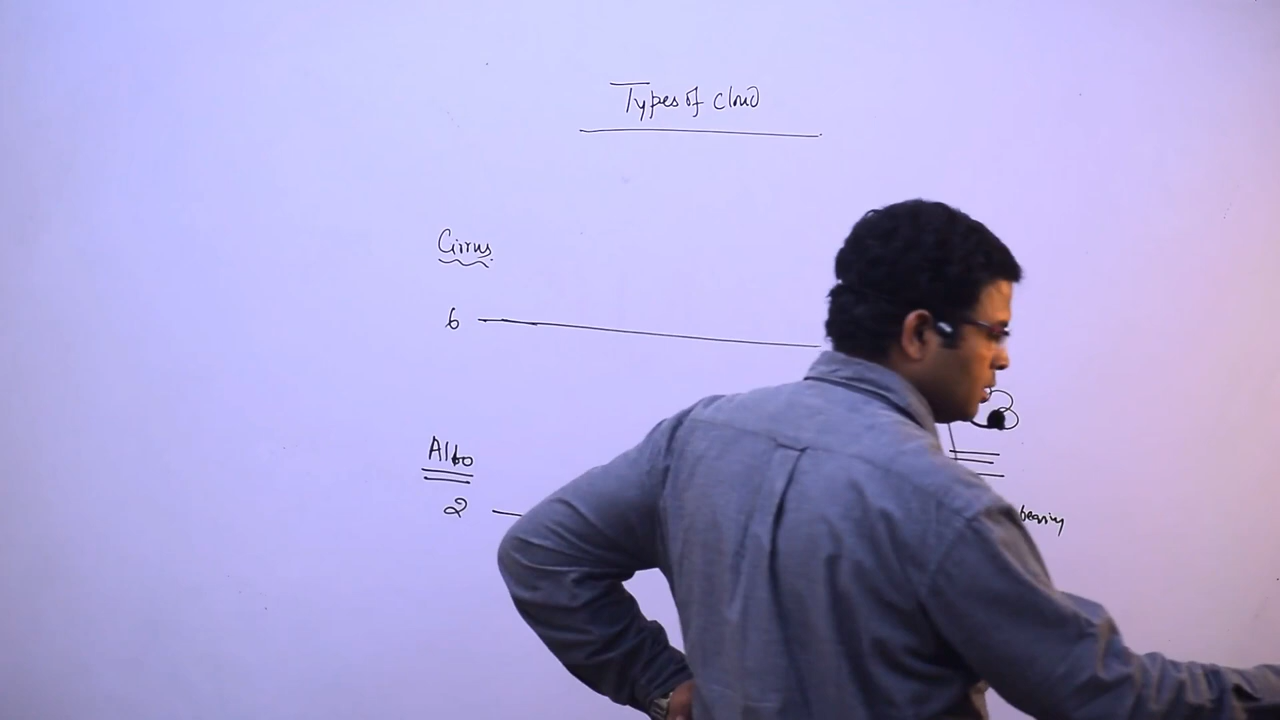 Types of cloud
Cirrus
6
Alto
2
bearing